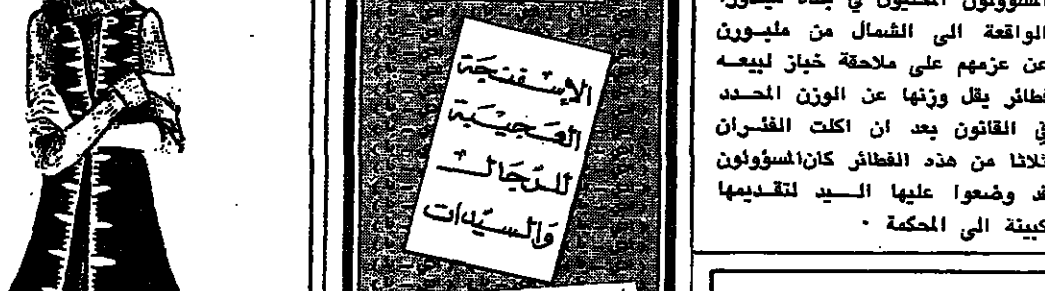 المسؤولون المحليون في بلدة
الواقعة الى الشمال من ملبورن
عن عزمهم على ملاحقة خباز لبيعه
فطائر يقل وزنها عن الوزن المحدد
في القانون بعد ان اكلت الفئران
ثلاثا من هذه الفطائر كان المسؤولون
قد وضعوا عليها اليد لتقديمها
كبينة الى المحكمة ·
الاسفنجة
العجيبة
للرجال
والسيدات